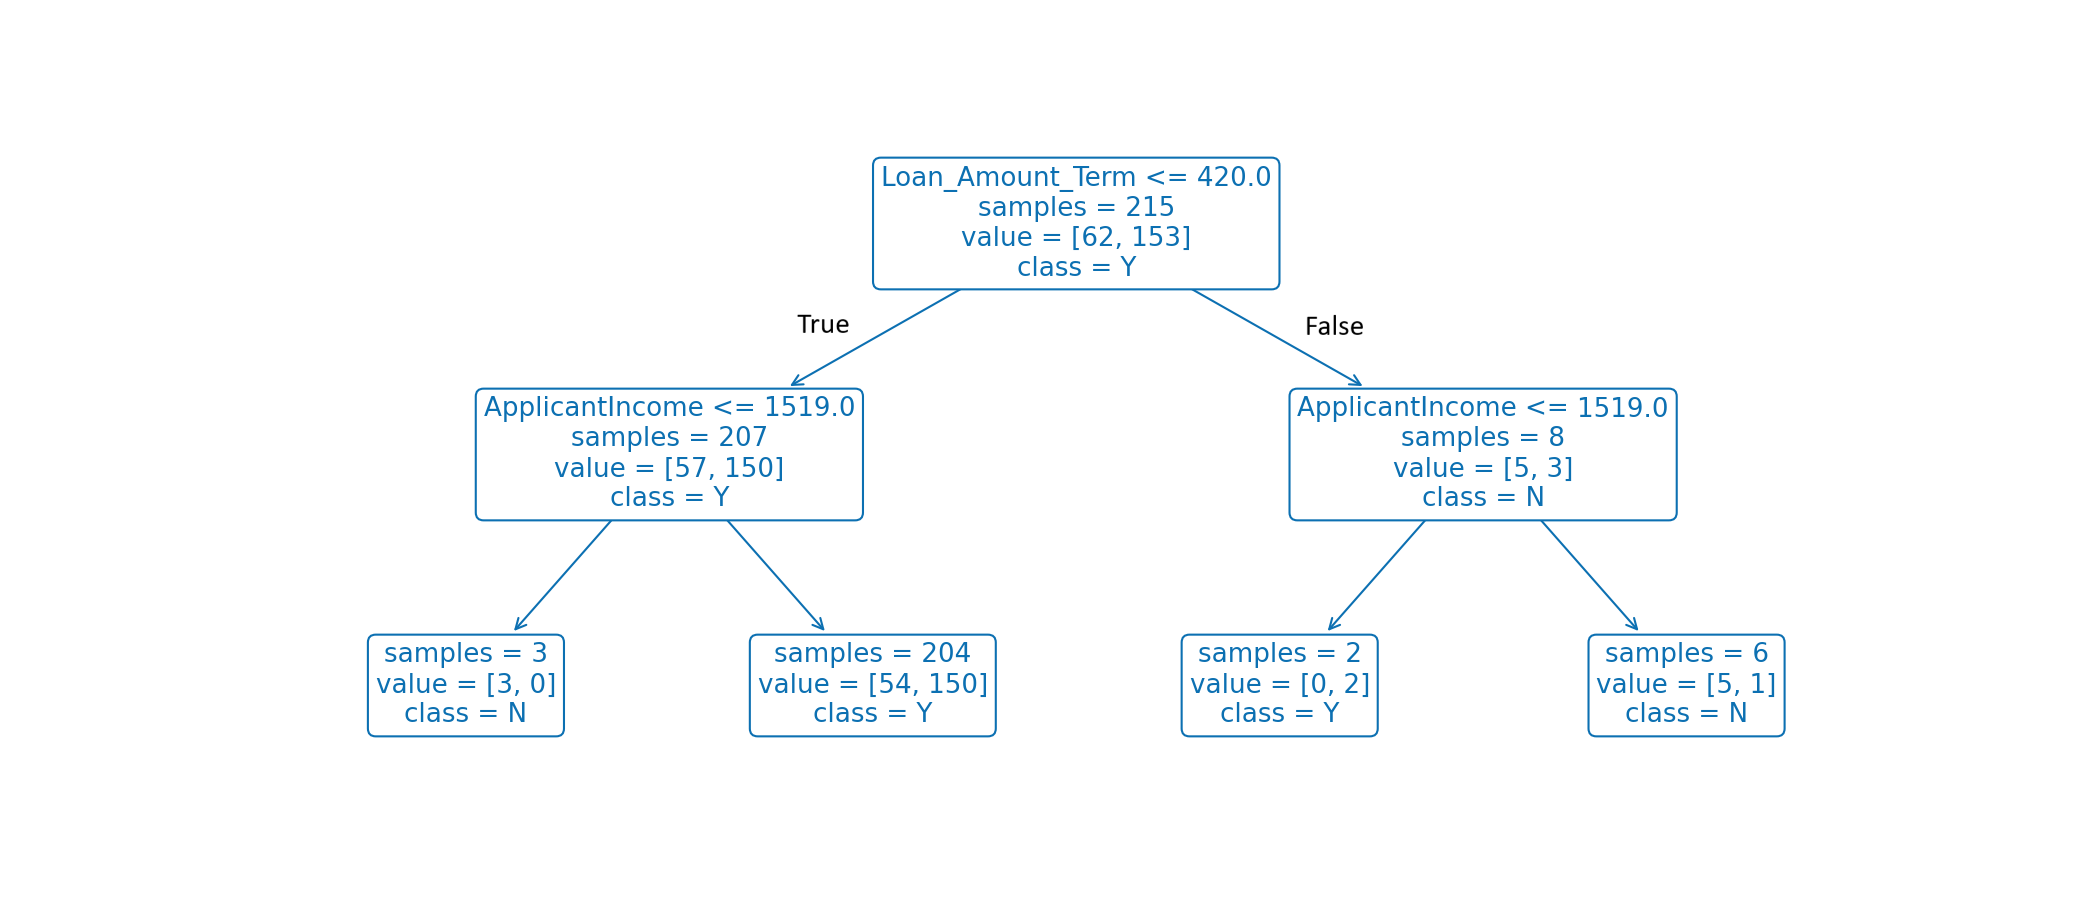 Loan_Amount_Term <= 420.0
samples = 215
value = [62, 153]
class = Y
True
False
ApplicantIncome <= 1519.0
samples = 207
value = [57, 150]
class = Y
ApplicantIncome <= 1519.0
samples = 8
value = [5, 3]
class = N
samples = 3
value = [3, 0]
class = N
samples = 204
value = [54, 150]
class = Y
samples = 2
value = [0, 2]
class = Y
samples = 6
value = [5, 1]
class = N